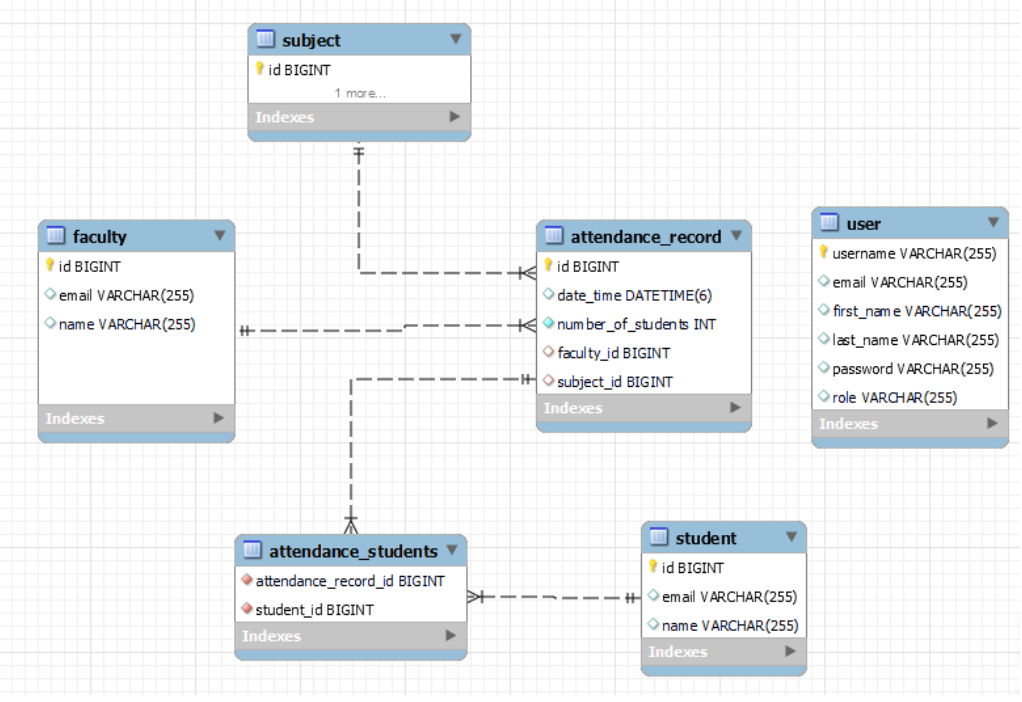 subject
id BIGINT
1 more...
Indexes
faculty
id BIGINT
email VARCHAR(255)
name VARCHAR(255)
Indexes
attendance_record
id BIGINT
date_time DATETIME(6)
number_of_students INT
faculty_id BIGINT
subject_id BIGINT
Indexes
user
username VARCHAR(255)
email VARCHAR(255)
first_name VARCHAR(255)
last_name VARCHAR(255)
password VARCHAR(255)
role VARCHAR(255)
Indexes
attendance_students
attendance_record_id BIGINT
student_id BIGINT
Indexes
student
id BIGINT
email VARCHAR(255)
name VARCHAR(255)
Indexes